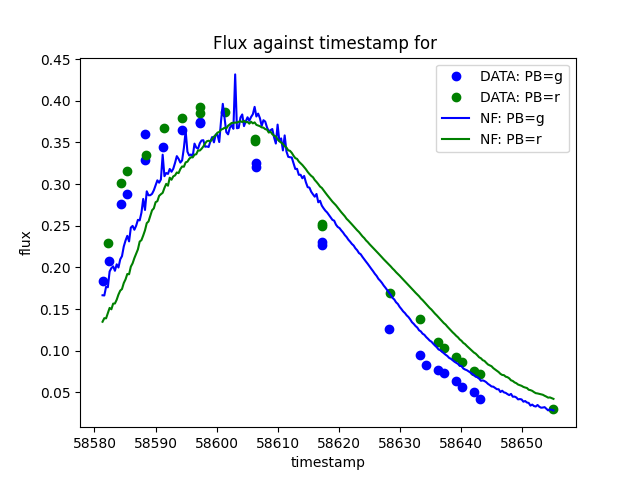 Flux against timestamp for
0.45
0.40
0.35
0.30
0.25
0.20
0.15
0.10
0.05
flux
DATA: PB=g
DATA: PB=r
NF: PB=g
NF: PB=r
58580 58590 58600 58610 58620 58630 58640 58650
timestamp